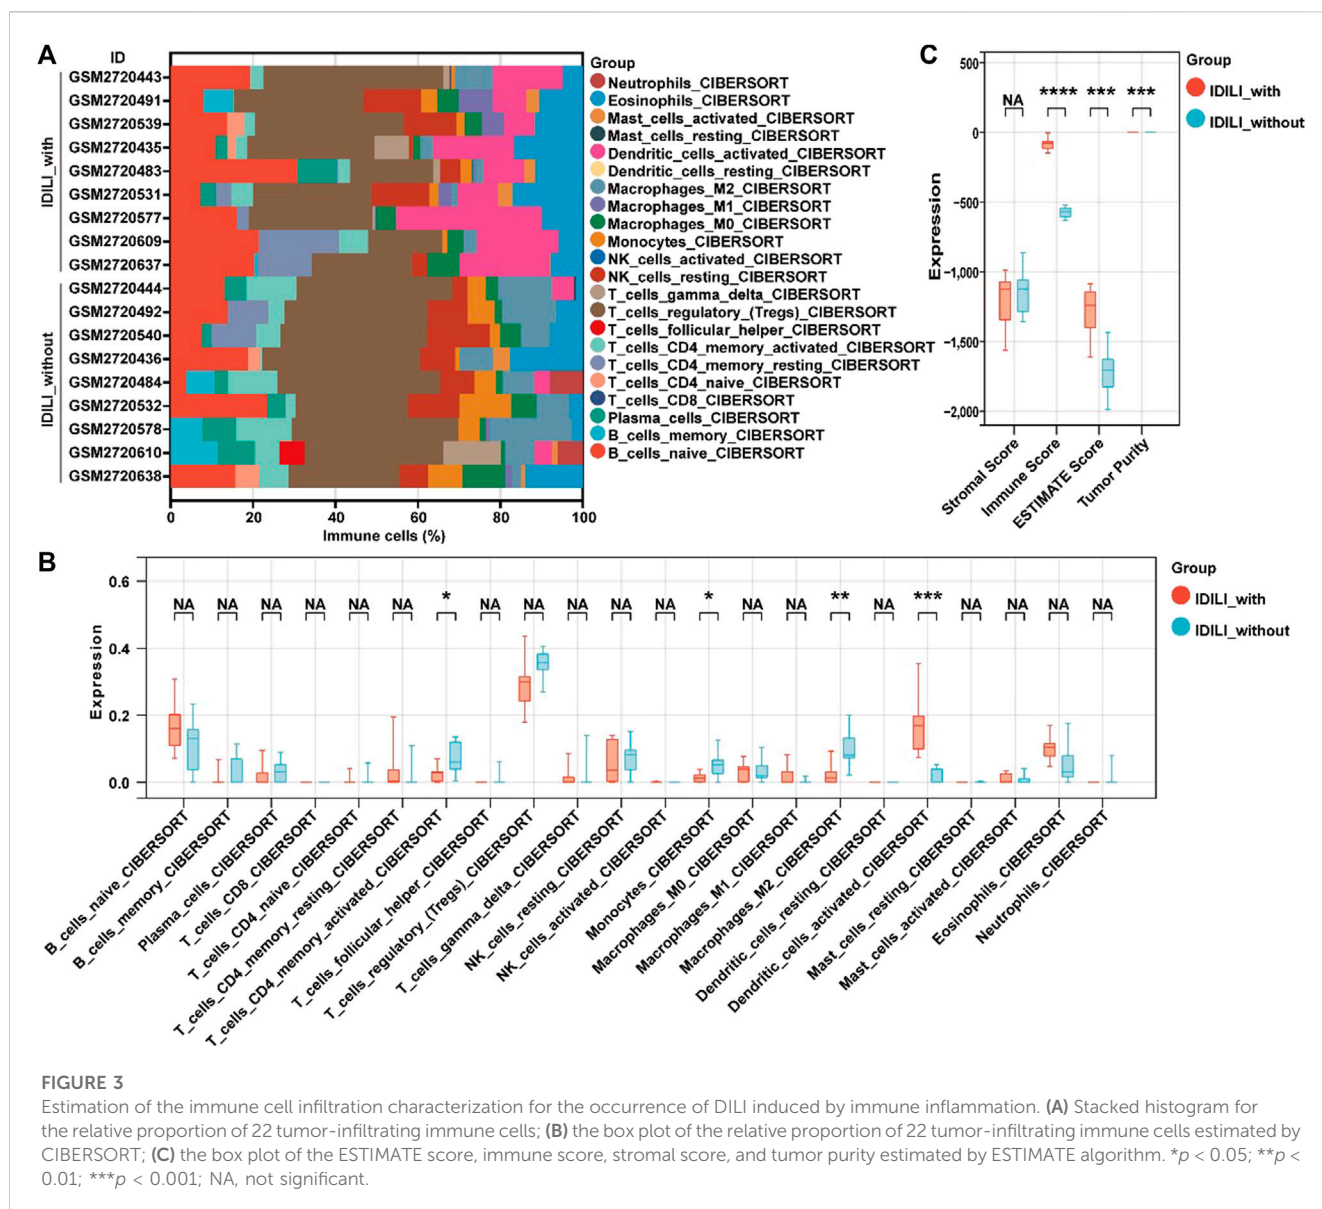 A
ID
Group
GSM2720443
GSM2720491
GSM2720539
GSM2720435
GSM2720483
GSM2720531
GSM2720577
GSM2720609
GSM2720637
GSM2720444
GSM2720492
GSM2720540
GSM2720436
GSM2720484
GSM2720532
GSM2720578
GSM2720610
GSM2720638
IDILI_with
IDILI_without
0
20
40
60
80
100
Immune cells (%)
Neutrophils_CIBERSORT
Eosinophils_CIBERSORT
Mast_cells_activated_CIBERSORT
Mast_cells_resting_CIBERSORT
Dendritic_cells_activated_CIBERSORT
Dendritic_cells_resting_CIBERSORT
Macrophages_M2_CIBERSORT
Macrophages_M1_CIBERSORT
Macrophages_M0_CIBERSORT
Monocytes_CIBERSORT
NK_cells_activated_CIBERSORT
NK_cells_resting_CIBERSORT
T_cells_gamma_delta_CIBERSORT
T_cells_regulatory_(Tregs)_CIBERSORT
T_cells_follicular_helper_CIBERSORT
T_cells_CD4_memory_activated_CIBERSORT
T_cells_CD4_memory_resting_CIBERSORT
T_cells_CD4_naive_CIBERSORT
T_cells_CD8_CIBERSORT
Plasma_cells_CIBERSORT
B_cells_memory_CIBERSORT
B_cells_naive_CIBERSORT
C
Expression
500
0
−500
−1,000
−1,500
−2,000
NA
****
***
***
Stromal Score
Immune Score
ESTIMATE Score
Tumor Purity
Group
IDILI_with
IDILI_without
B
Expression
0.6
0.4
0.2
0.0
NA
NA
NA
NA
NA
NA
*
NA
NA
NA
NA
NA
*
NA
NA
**
NA
***
NA
NA
NA
NA
B_cells_naive_CIBERSORT
B_cells_memory_CIBERSORT
Plasma_cells_CIBERSORT
T_cells_CD8_CIBERSORT
T_cells_CD4_naive_CIBERSORT
T_cells_CD4_memory_resting_CIBERSORT
T_cells_CD4_memory_activated_CIBERSORT
T_cells_follicular_helper_CIBERSORT
T_cells_regulatory_(Tregs)_CIBERSORT
T_cells_gamma_delta_CIBERSORT
NK_cells_resting_CIBERSORT
NK_cells_activated_CIBERSORT
Monocytes_CIBERSORT
Macrophages_M0_CIBERSORT
Macrophages_M1_CIBERSORT
Macrophages_M2_CIBERSORT
Dendritic_cells_resting_CIBERSORT
Dendritic_cells_activated_CIBERSORT
Mast_cells_resting_CIBERSORT
Mast_cells_activated_CIBERSORT
Eosinophils_CIBERSORT
Neutrophils_CIBERSORT
Group
IDILI_with
IDILI_without
FIGURE 3
Estimation of the immune cell infiltration characterization for the occurrence of DILI induced by immune inflammation. (A) Stacked histogram for
the relative proportion of 22 tumor-infiltrating immune cells; (B) the box plot of the relative proportion of 22 tumor-infiltrating immune cells estimated by
CIBERSORT; (C) the box plot of the ESTIMATE score, immune score, stromal score, and tumor purity estimated by ESTIMATE algorithm. *p < 0.05; **p <
0.01; ***p < 0.001; NA, not significant.